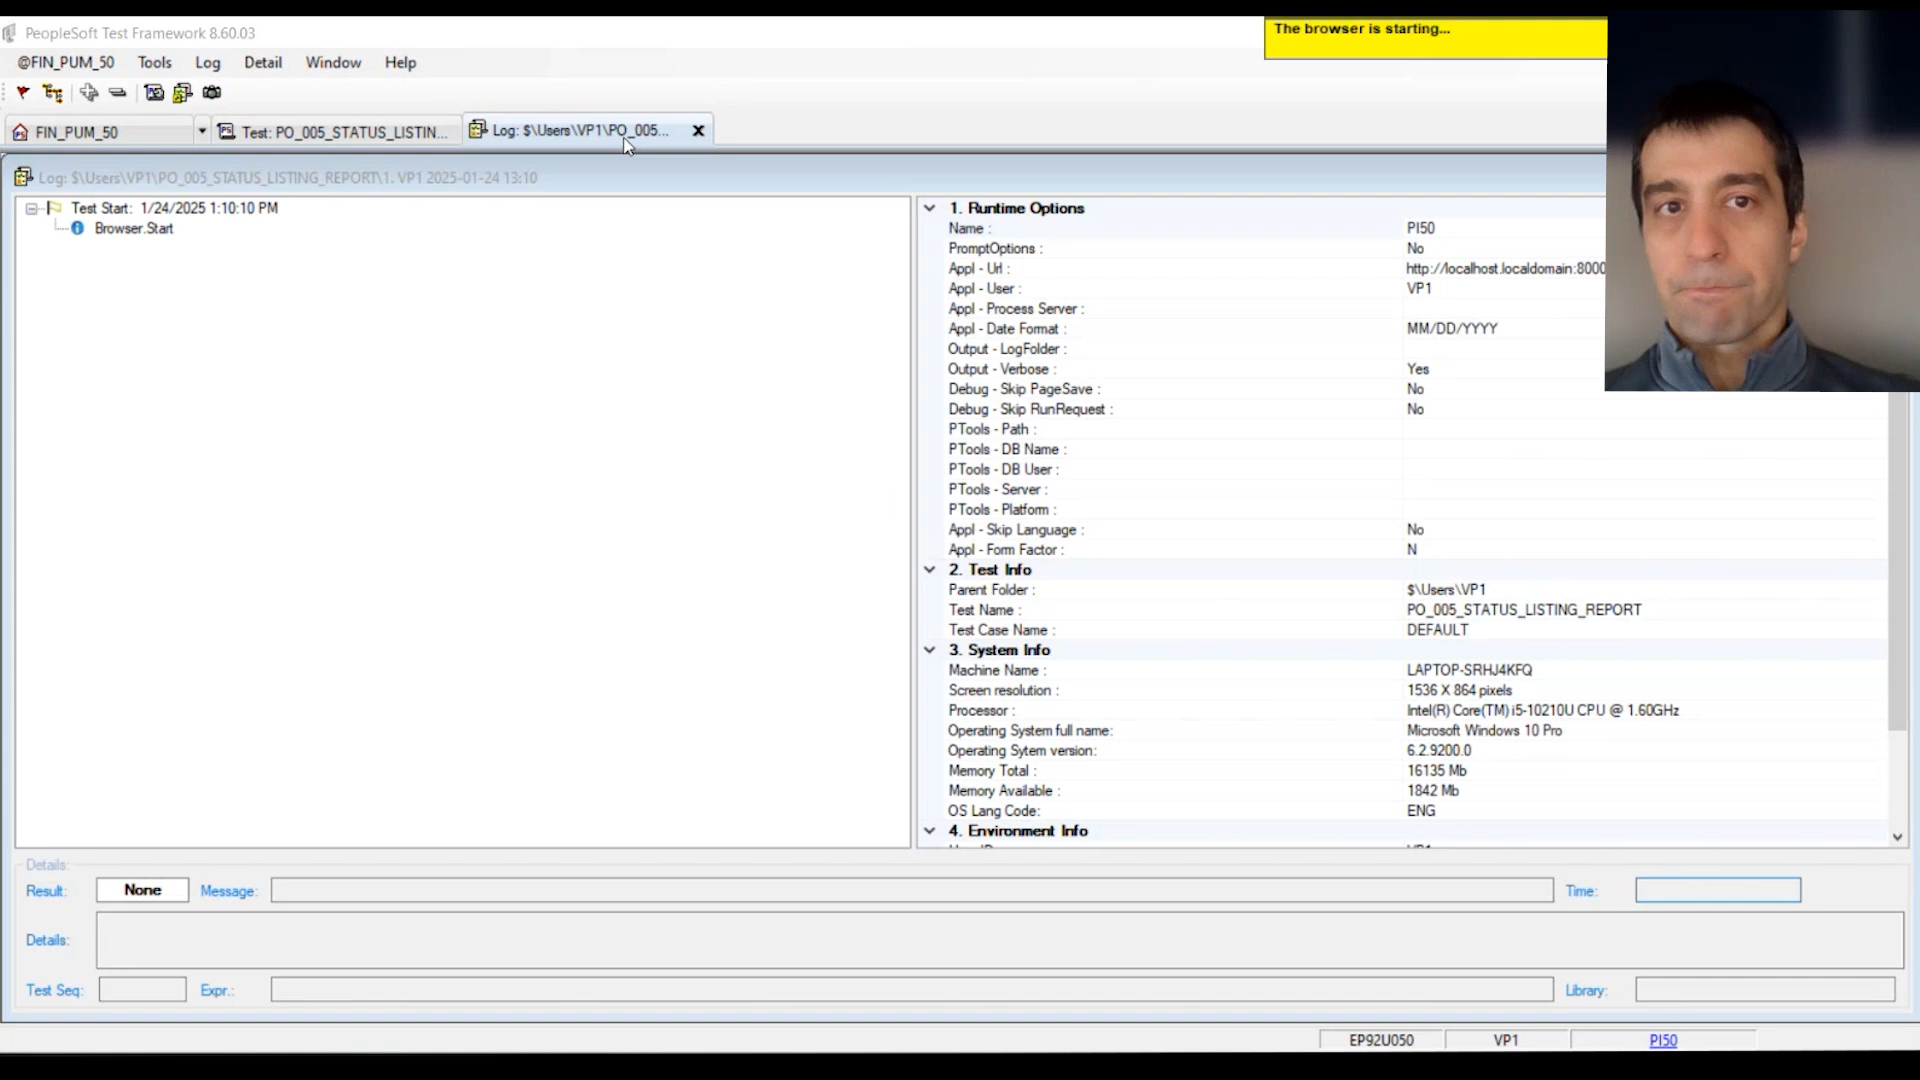 PeopleSoft Test Framework 8.60.03
The browser is starting...
@FIN_PUM_50 Tools Log Detail Window Help
FIN_PUM_50 Test: PO_005_STATUS_LISTIN... Log: $\Users\VP1\PO_005... X
Log: $\Users\VP1\PO_005_STATUS_LISTING_REPORT\1. VP1 2025-01-24 13:10
Test Start: 1/24/2025 1:10:10 PM
Browser.Start
1. Runtime Options
Name : PI50
PromptOptions : No
Appl - Url : http://localhost.localdomain:8000
Appl - User : VP1
Appl - Process Server :
Appl - Date Format : MM/DD/YYYY
Output - LogFolder :
Output - Verbose : Yes
Debug - Skip PageSave : No
Debug - Skip RunRequest : No
PTools - Path :
PTools - DB Name :
PTools - DB User :
PTools - Server :
PTools - Platform :
Appl - Skip Language : No
Appl - Form Factor : N
2. Test Info
Parent Folder : $\Users\VP1
Test Name : PO_005_STATUS_LISTING_REPORT
Test Case Name : DEFAULT
3. System Info
Machine Name : LAPTOP-SRHJ4KFQ
Screen resolution : 1536 X 864 pixels
Processor : Intel(R) Core(TM) i5-10210U CPU @ 1.60GHz
Operating System full name: Microsoft Windows 10 Pro
Operating Sytem version: 6.2.9200.0
Memory Total : 16135 Mb
Memory Available : 1842 Mb
OS Lang Code: ENG
4. Environment Info
Details:
Result: None Message: Time:
Details:
Test Seq: Expr.: Library:
EP92U050 VP1 PI50